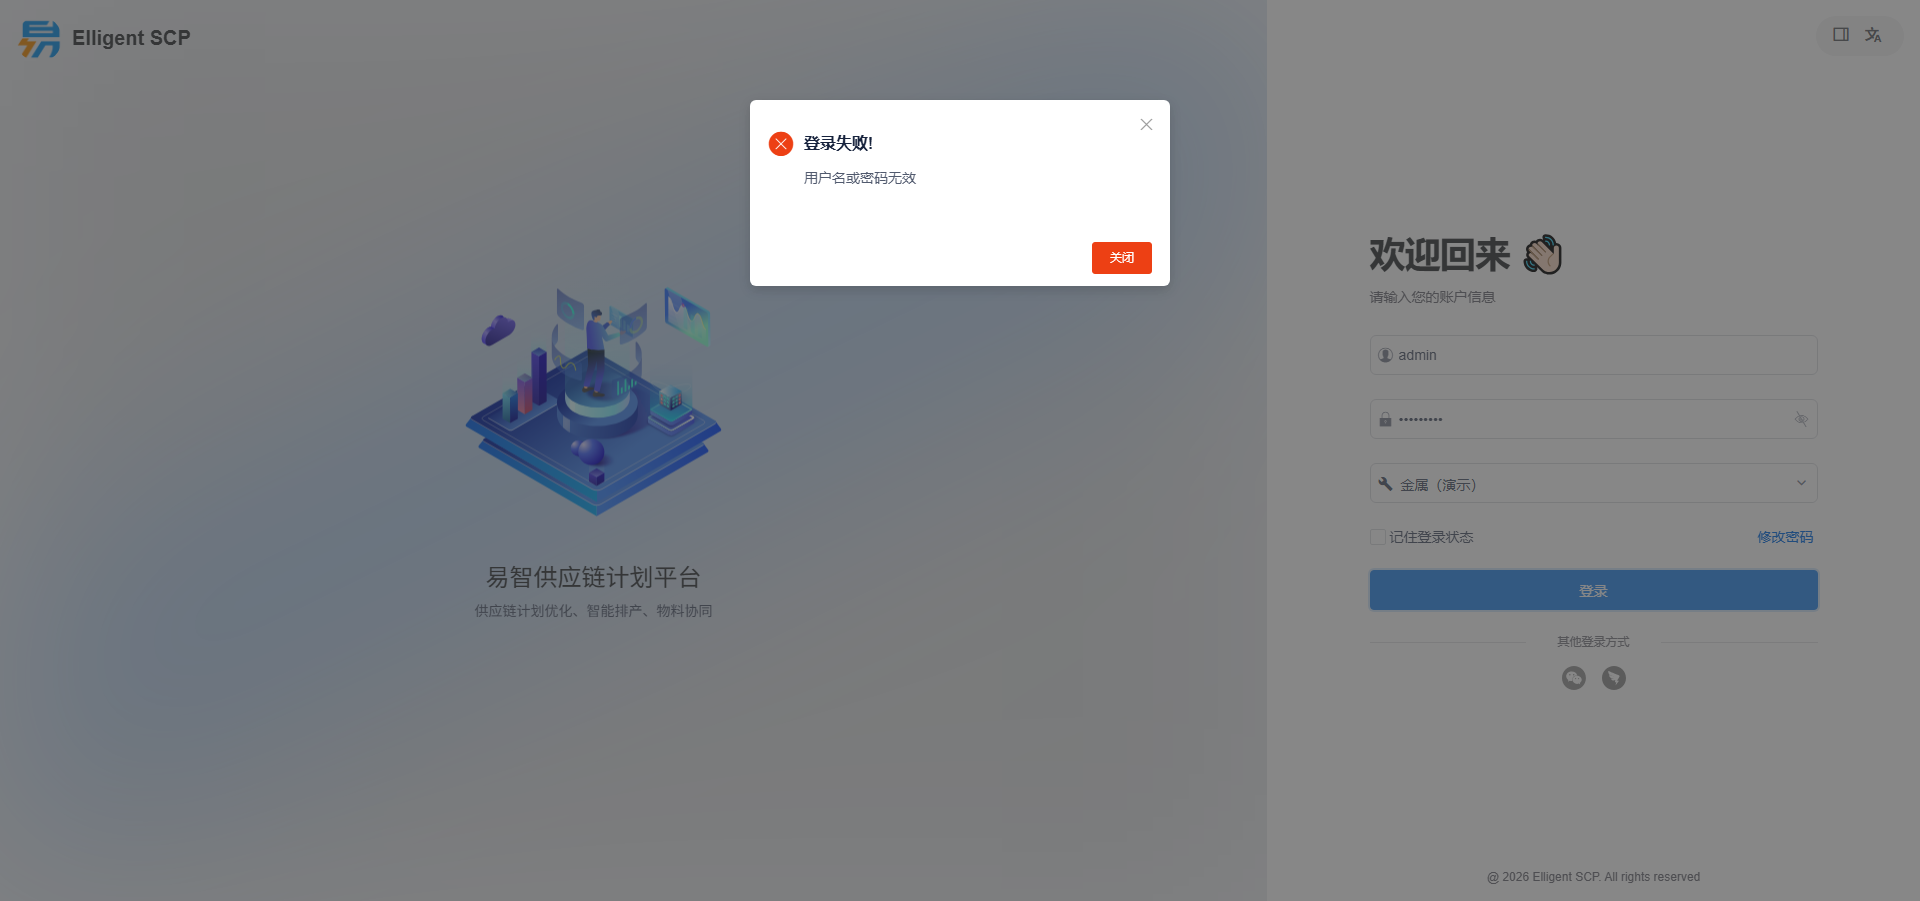 Elligent SCP
登录失败!
用户名或密码无效
关闭
易智供应链计划平台
供应链计划优化、智能排产、物料协同
欢迎回来
请输入您的账户信息
admin
•••••••••
金属（演示）
记住登录状态
修改密码
登录
其他登录方式
@ 2026 Elligent SCP. All rights reserved